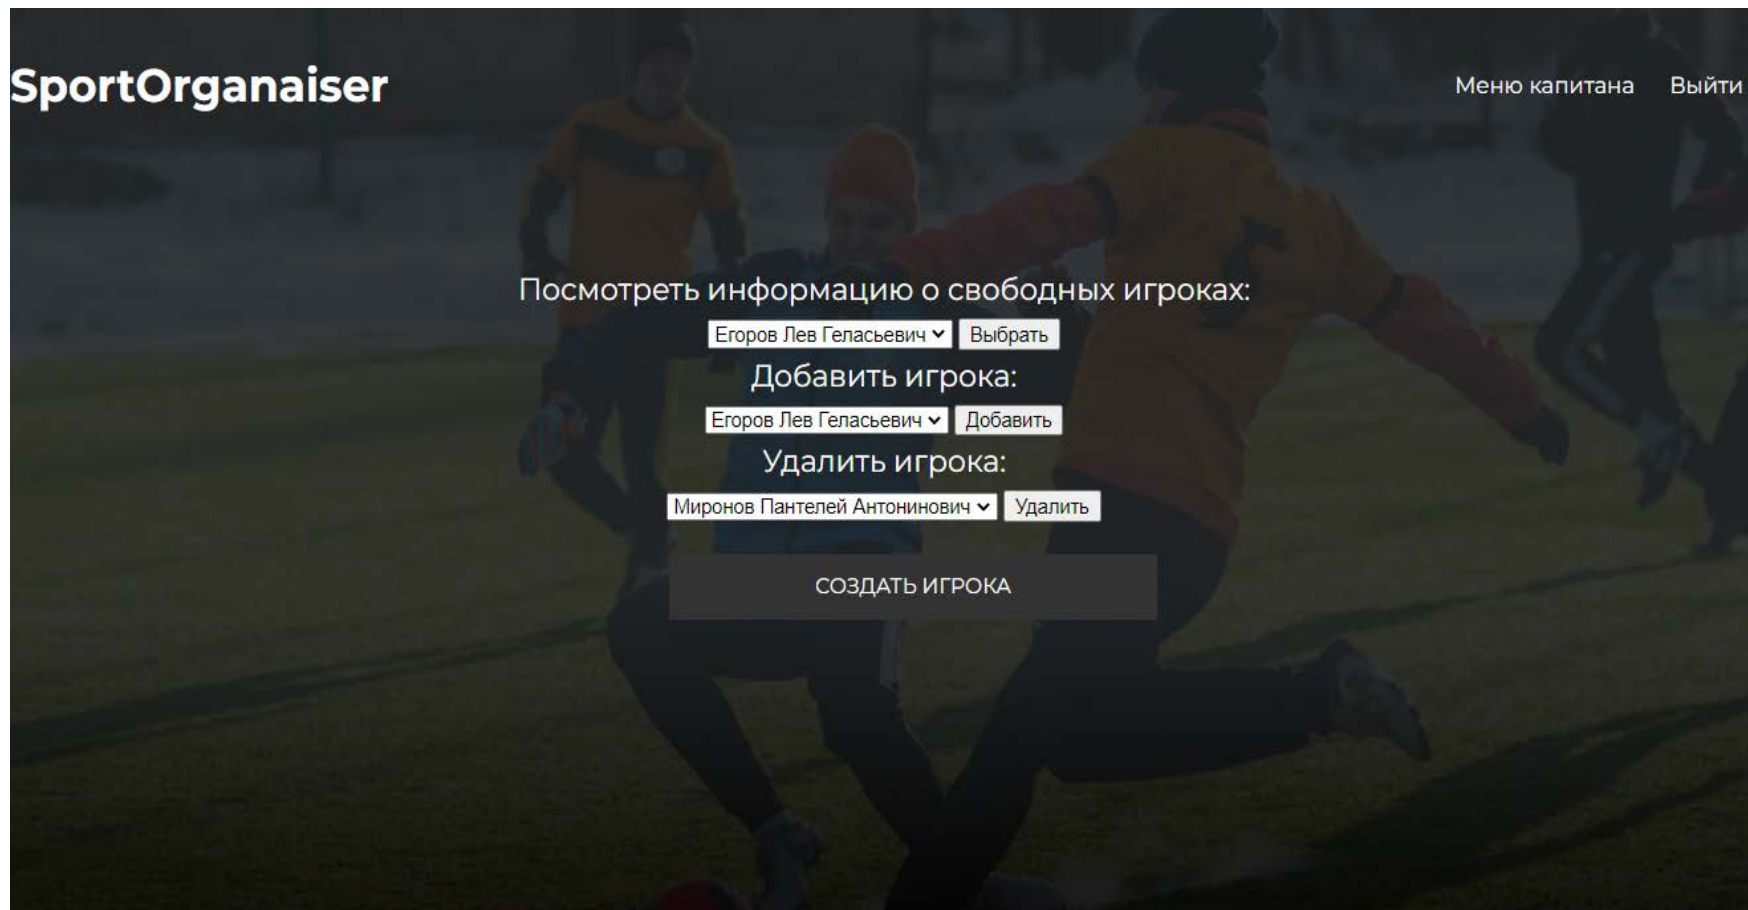 SportOrganaiser
Меню капитана Выйти
Посмотреть информацию о свободных игроках:
Егоров Лев Геласьевич Выбрать
Добавить игрока:
Егоров Лев Геласьевич Добавить
Удалить игрока:
Миронов Пантелей Антонинович Удалить
СОЗДАТЬ ИГРОКА